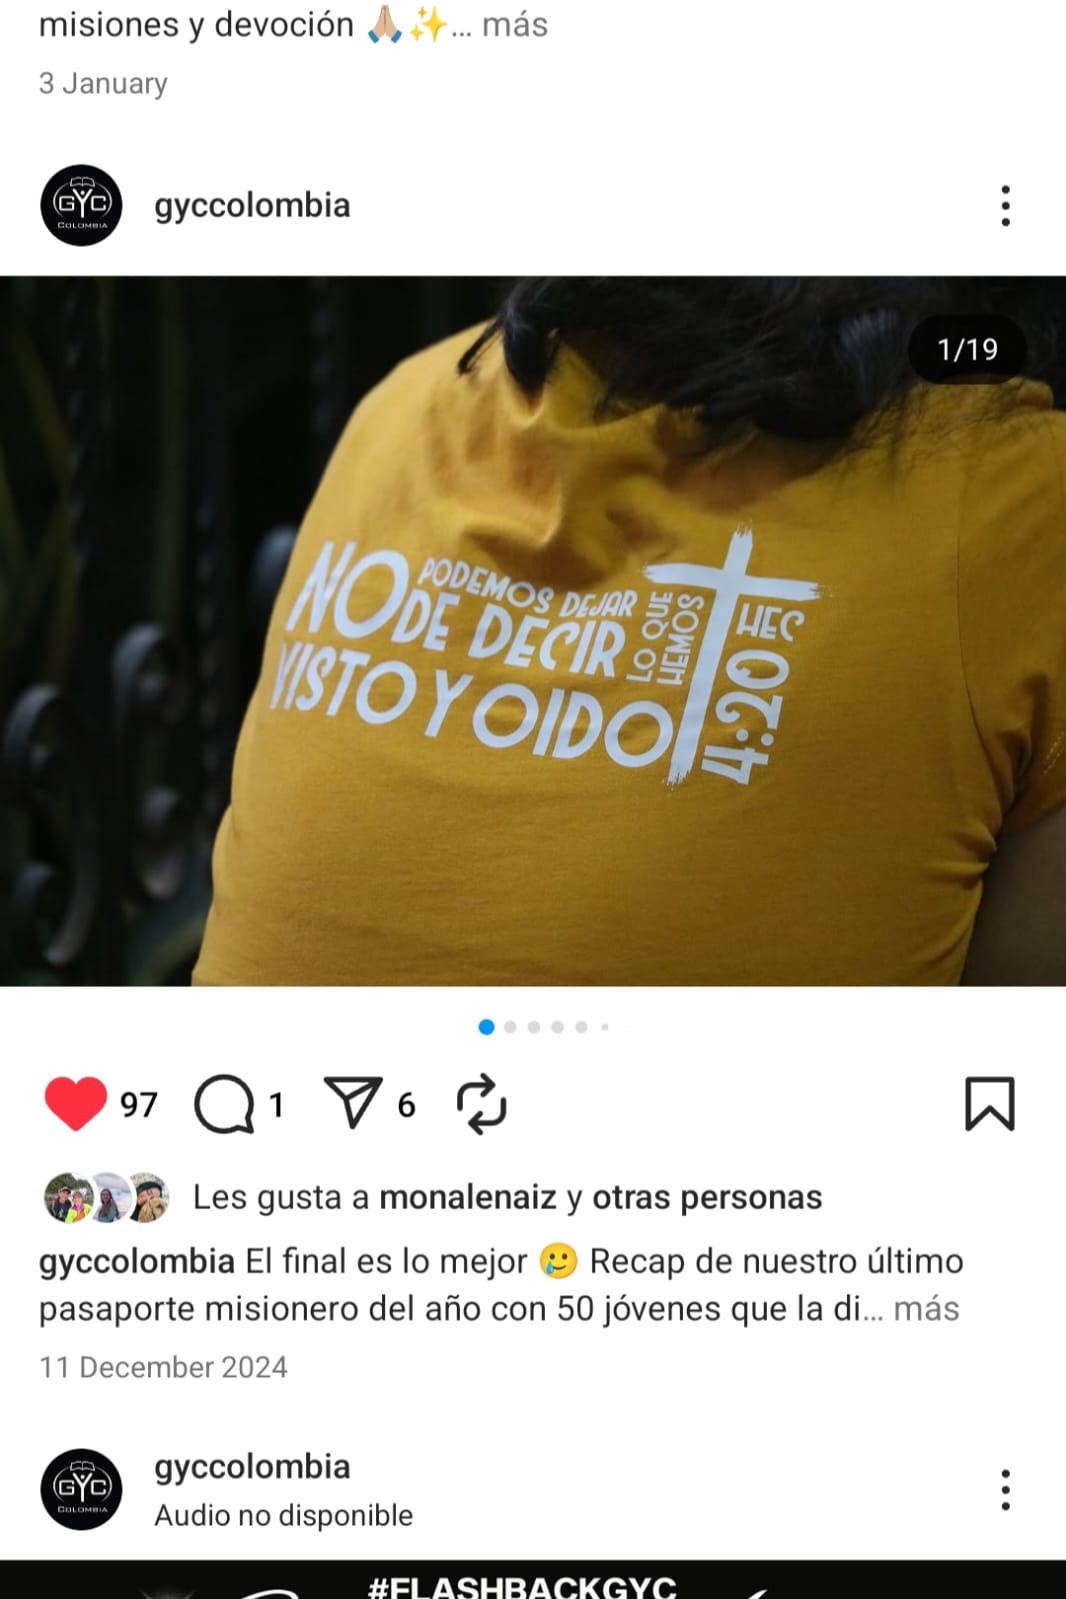 misiones y devoción 🙏🏼✨... más
3 January
GYC
COLOMBIA
gyccolombia
1/19
NO PODEMOS DEJAR
DE DECIR
LO QUE
HEMOS
VISTO Y OIDO
HEC
4:20
97
1
6
Les gusta a monalenaiz y otras personas
gyccolombia El final es lo mejor 🥲 Recap de nuestro último
pasaporte misionero del año con 50 jóvenes que la di... más
11 December 2024
GYC
COLOMBIA
gyccolombia
Audio no disponible
#FLASHBACKGYC